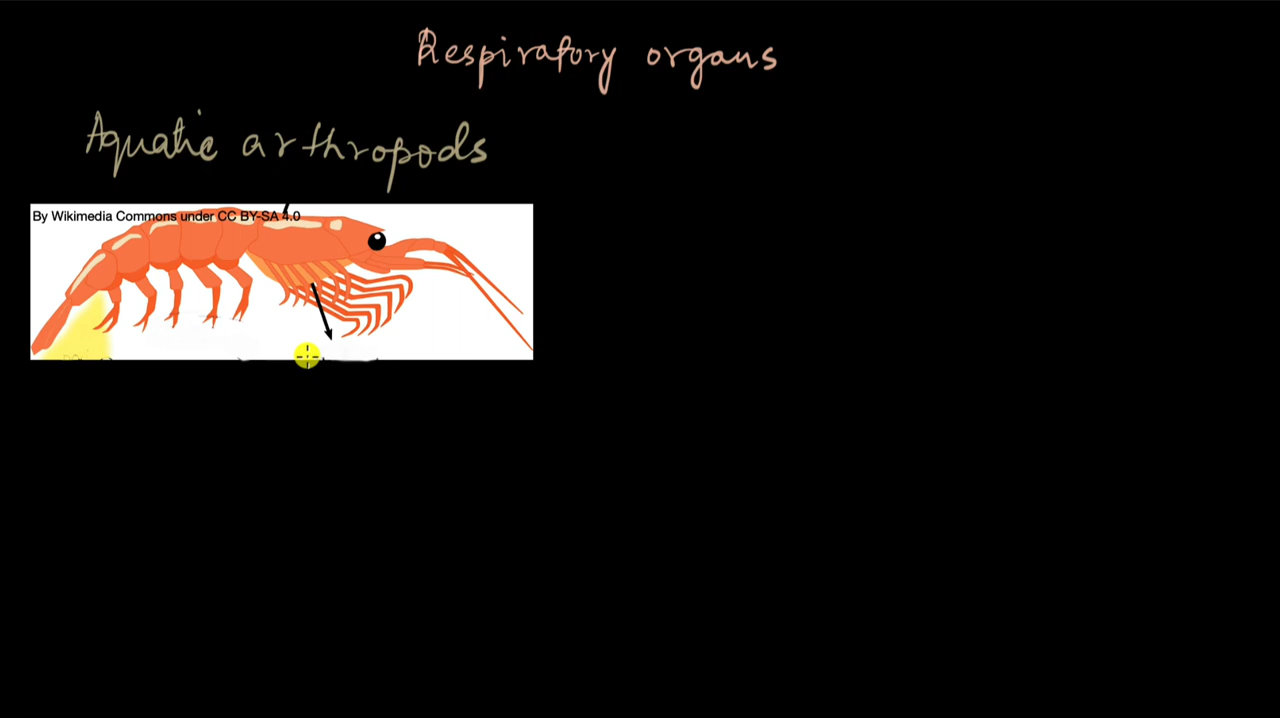 Respiratory organs
Aquatic arthropods
By Wikimedia Commons under CC BY-SA 4.0